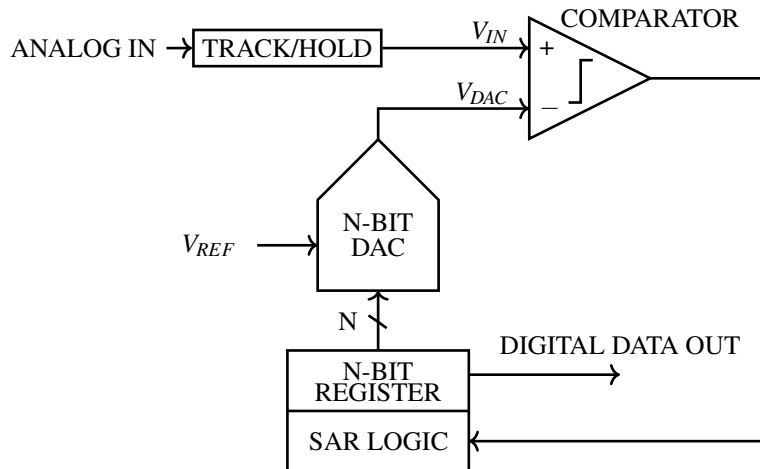 COMPARATOR
ANALOG IN
TRACK/HOLD
V_IN
+
V_DAC
−
N-BIT
DAC
V_REF
N
N-BIT
REGISTER
DIGITAL DATA OUT
SAR LOGIC